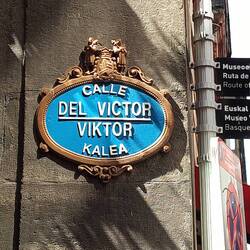 CALLE
DEL VICTOR
VIKTOR
KALEA
Museo
Ruta de
Route of
Euskal
Museo
Basque